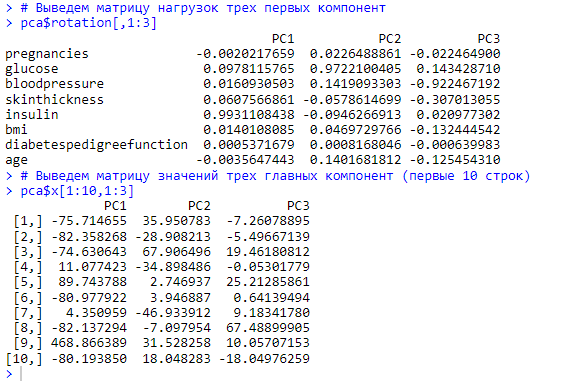 > # Выведем матрицу нагрузок трех первых компонент
> pca$rotation[,1:3]
PC1 PC2 PC3
pregnancies -0.0020217659 0.0226488861 -0.022464900
glucose 0.0978115765 0.9722100405 0.143428710
bloodpressure 0.0160930503 0.1419093303 -0.922467192
skinthickness 0.0607566861 -0.0578614699 -0.307013055
insulin 0.9931108438 -0.0946266913 0.020977302
bmi 0.0140108085 0.0469729766 -0.132444542
diabetespedigreefunction 0.0005371679 0.0008168046 -0.000639983
age -0.0035647443 0.1401681812 -0.125454310
> # Выведем матрицу значений трех главных компонент (первые 10 строк)
> pca$x[1:10,1:3]
PC1 PC2 PC3
[1,] -75.714655 35.950783 -7.26078895
[2,] -82.358268 -28.908213 -5.49667139
[3,] -74.630643 67.906496 19.46180812
[4,] 11.077423 -34.898486 -0.05301779
[5,] 89.743788 2.746937 25.21285861
[6,] -80.977922 3.946887 0.64139494
[7,] 4.350959 -46.933912 9.18341780
[8,] -82.137294 -7.097954 67.48899905
[9,] 468.866389 31.528258 10.05707153
[10,] -80.193850 18.048283 -18.04976259
>